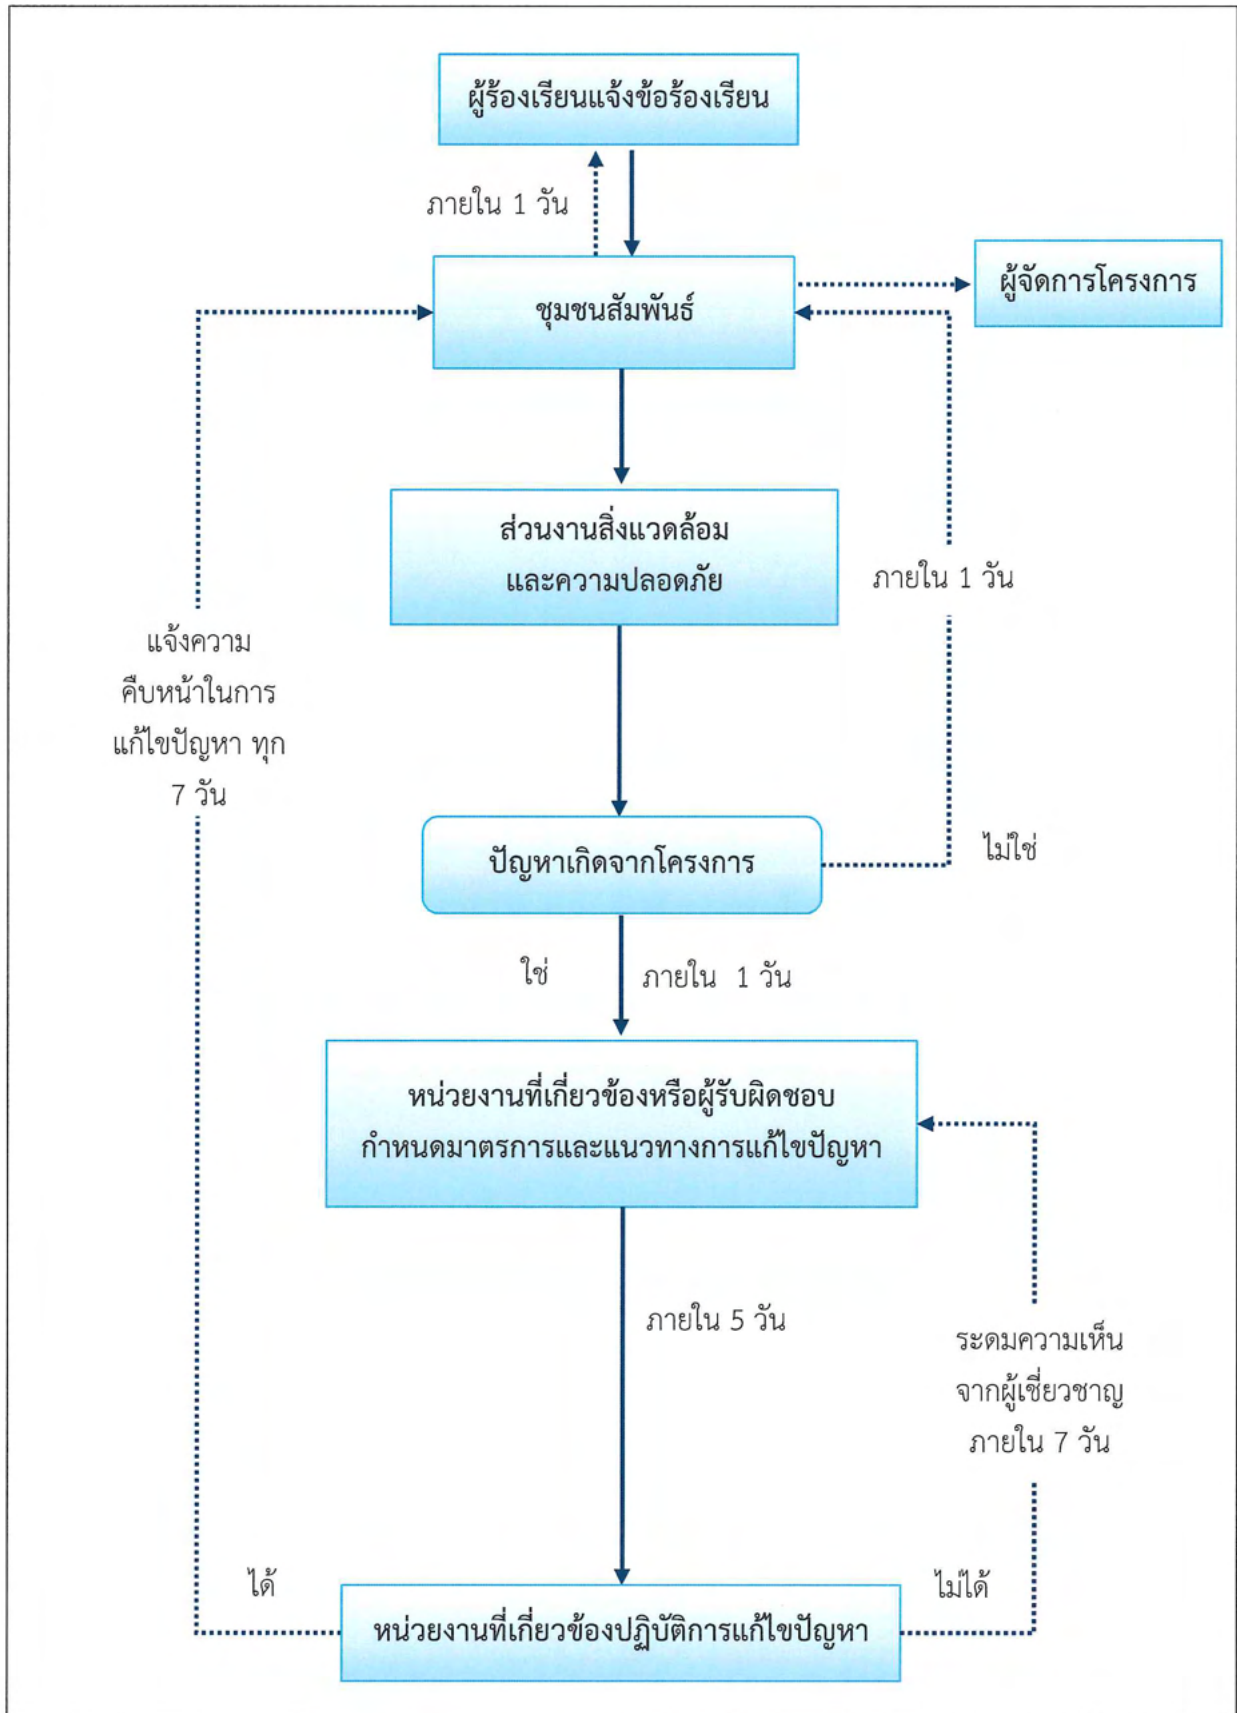 ผู้ร้องเรียนแจ้งข้อร้องเรียน
ภายใน 1 วัน
ผู้จัดการโครงการ
ชุมชนสัมพันธ์
ส่วนงานสิ่งแวดล้อม
และความปลอดภัย
ภายใน 1 วัน
แจ้งความ
คืบหน้าในการ
แก้ไขปัญหา ทุก
7 วัน
ปัญหาเกิดจากโครงการ
ไม่ใช่
ใช่
ภายใน 1 วัน
หน่วยงานที่เกี่ยวข้องหรือผู้รับผิดชอบ
กำหนดมาตรการและแนวทางการแก้ไขปัญหา
ภายใน 5 วัน
ระดมความเห็น
จากผู้เชี่ยวชาญ
ภายใน 7 วัน
ได้
ไม่ได้
หน่วยงานที่เกี่ยวข้องปฏิบัติการแก้ไขปัญหา